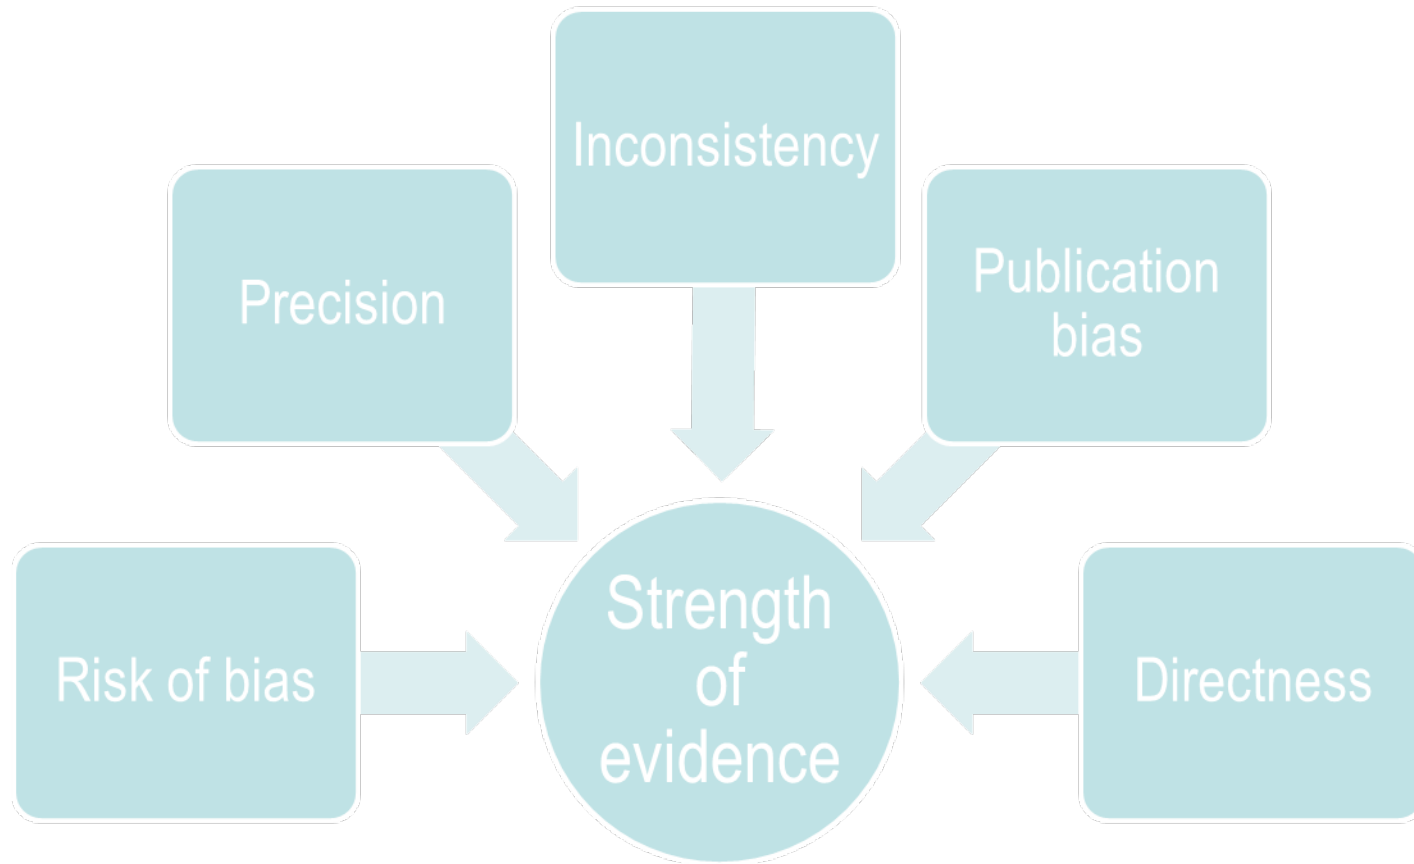 Inconsistency
Precision
Publication
bias
Risk of bias
Strength
of
evidence
Directness